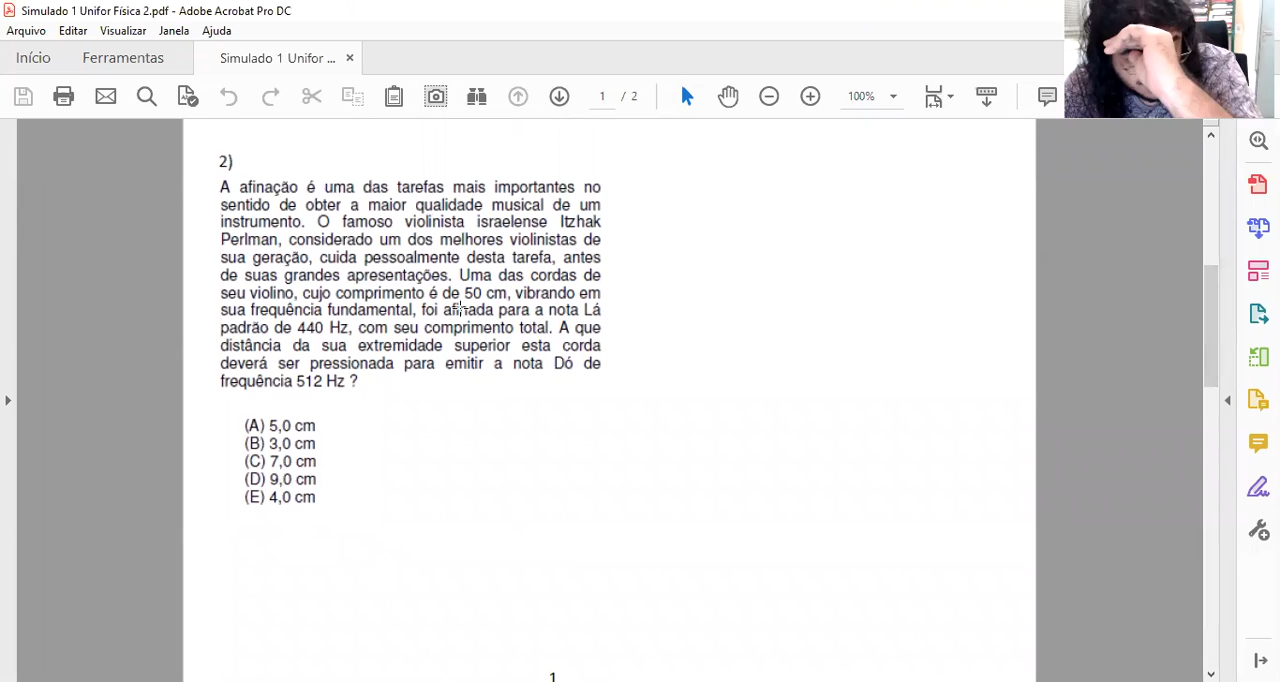 Simulado 1 Unifor Física 2.pdf - Adobe Acrobat Pro DC
Arquivo Editar Visualizar Janela Ajuda
Início Ferramentas Simulado 1 Unifor ... ×
1 / 2 100%
2)
A afinação é uma das tarefas mais importantes no
sentido de obter a maior qualidade musical de um
instrumento. O famoso violinista israelense Itzhak
Perlman, considerado um dos melhores violinistas de
sua geração, cuida pessoalmente desta tarefa, antes
de suas grandes apresentações. Uma das cordas de
seu violino, cujo comprimento é de 50 cm, vibrando em
sua frequência fundamental, foi afinada para a nota Lá
padrão de 440 Hz, com seu comprimento total. A que
distância da sua extremidade superior esta corda
deverá ser pressionada para emitir a nota Dó de
frequência 512 Hz ?
(A) 5,0 cm
(B) 3,0 cm
(C) 7,0 cm
(D) 9,0 cm
(E) 4,0 cm
1